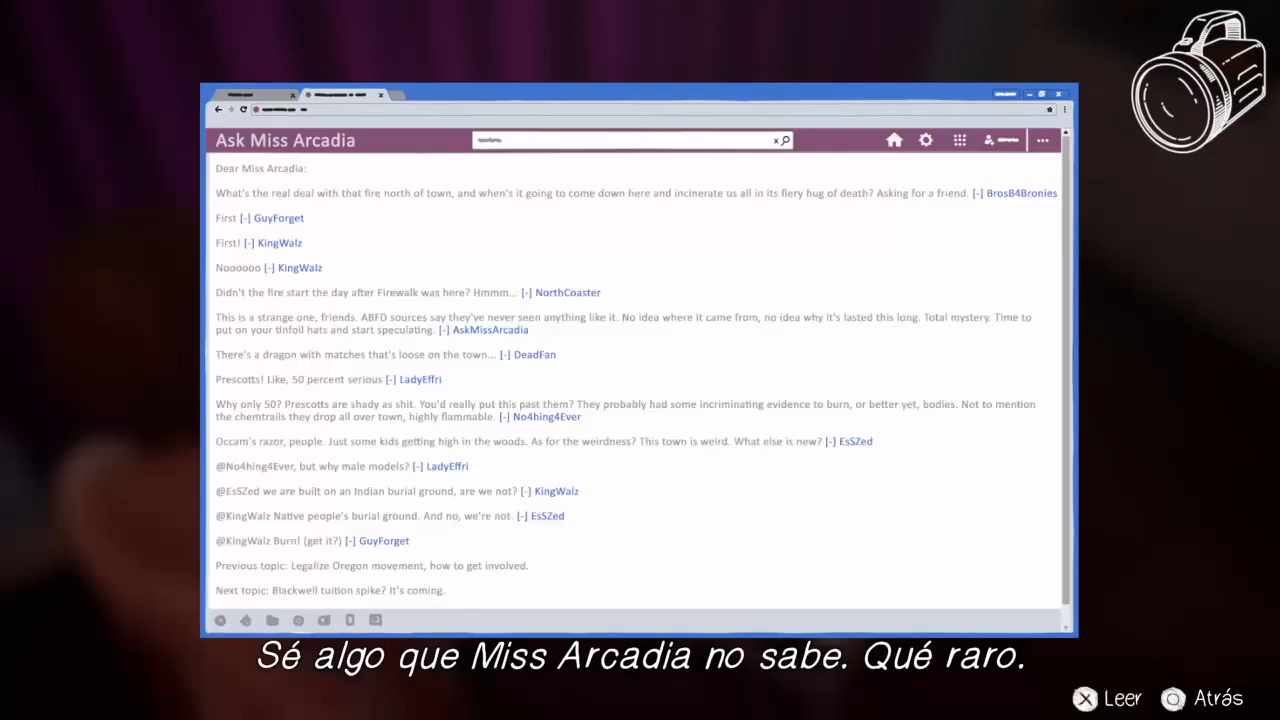 Ask Miss Arcadia
Dear Miss Arcadia:
What's the real deal with that fire north of town, and when's it going to come down here and incinerate us all in its fiery hug of death? Asking for a friend. [-] BrosB4Bronies
First [-] GuyForget
First! [-] KingWalz
Noooooo [-] KingWalz
Didn't the fire start the day after Firewalk was here? Hmmm... [-] NorthCoaster
This is a strange one, friends. ABFD sources say they've never seen anything like it. No idea where it came from, no idea why it's lasted this long. Total mystery. Time to
put on your tinfoil hats and start speculating. [-] AskMissArcadia
There's a dragon with matches that's loose on the town... [-] DeadFan
Prescotts! Like, 50 percent serious [-] LadyEffri
Why only 50? Prescotts are shady as shit. You'd really put this past them? They probably had some incriminating evidence to burn, or better yet, bodies. Not to mention
the chemtrails they drop all over town, highly flammable. [-] No4hing4Ever
Occam's razor, people. Just some kids getting high in the woods. As for the weirdness? This town is weird. What else is new? [-] EsSZed
@No4hing4Ever, but why male models? [-] LadyEffri
@EsSZed we are built on an Indian burial ground, are we not? [-] KingWalz
@KingWalz Native people's burial ground. And no, we're not. [-] EsSZed
@KingWalz Burn! (get it?) [-] GuyForget
Previous topic: Legalize Oregon movement, how to get involved.
Next topic: Blackwell tuition spike? It's coming.
Sé algo que Miss Arcadia no sabe. Qué raro.
Leer Atrás